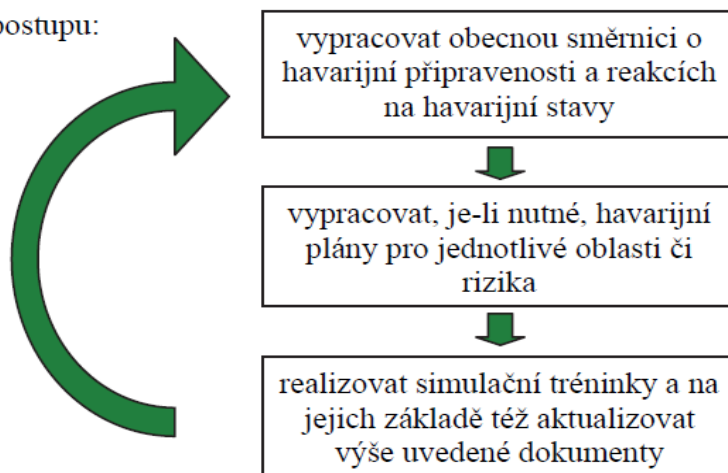 postupu:
vypracovat obecnou směrnici o
havarijní připravenosti a reakcích
na havarijní stavy
vypracovat, je-li nutné, havarijní
plány pro jednotlivé oblasti či
rizika
realizovat simulační tréninky a na
jejich základě též aktualizovat
výše uvedené dokumenty